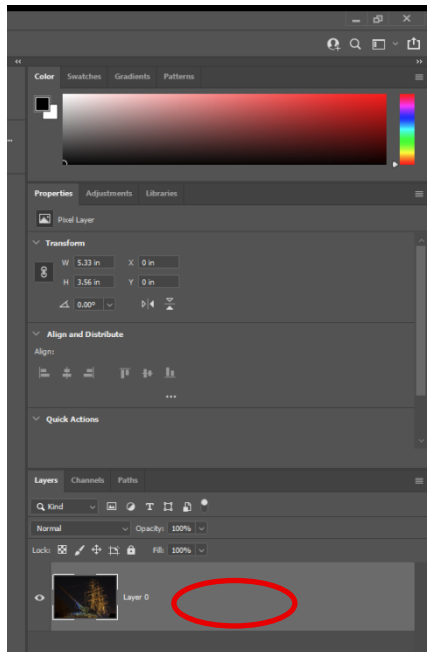 Color Swatches Gradients Patterns
Properties Adjustments Libraries
Pixel Layer
Transform
W 5.33 in X 0 in
H 3.56 in Y 0 in
0.00°
Align and Distribute
Align:
Quick Actions
Layers Channels Paths
Kind
Normal Opacity: 100%
Lock: Fill: 100%
Layer 0